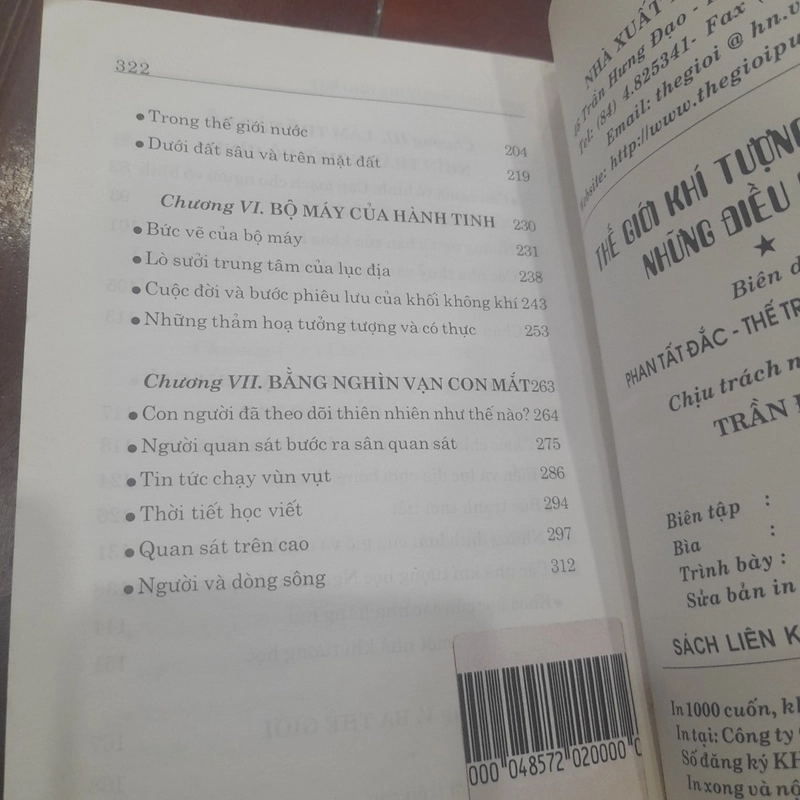 322
• Trong thế giới nước 204
• Dưới đất sâu và trên mặt đất 219
Chương VI. BỘ MÁY CỦA HÀNH TINH 230
• Bức vẽ của bộ máy 231
• Lò sưởi trung tâm của lục địa 238
• Cuộc đời và bước phiêu lưu của khối không khí 243
• Những thảm hoạ tưởng tượng và có thực 253
Chương VII. BẰNG NGHÌN VẠN CON MẮT 263
• Con người đã theo dõi thiên nhiên như thế nào? 264
• Người quan sát bước ra sân quan sát 275
• Tin tức chạy vùn vụt 286
• Thời tiết học viết 294
• Quan sát trên cao 297
• Người và dòng sông 312
000 048572 020000 C
NHÀ XUẤT
Trần Hưng Đạo -
Tel: (84) 4.825341- Fax (
Email: thegioi @ hn.v
Website: http://www.thegioipu
THẾ GIỚI KHÍ TƯỢNG
NHỮNG ĐIỀU
★
Biên d
PHAN TẤT ĐẮC - THẾ TR
Chịu trách n
TRẦN
Biên tập :
Bìa :
Trình bày :
Sửa bản in
SÁCH LIÊN K
In 1000 cuốn, kh
In tại: Công ty
Số đăng ký KH
In xong và nộ